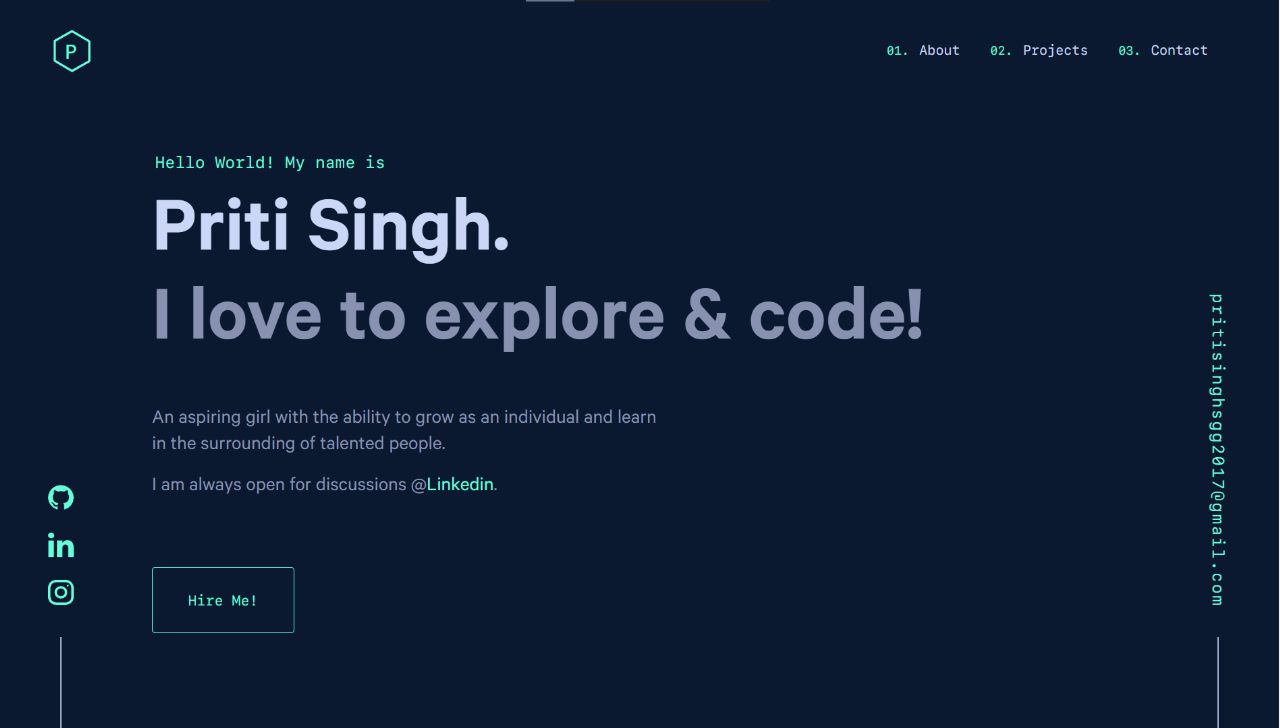 P
01. About 02. Projects 03. Contact
Hello World! My name is
Priti Singh.
I love to explore & code!
An aspiring girl with the ability to grow as an individual and learn
in the surrounding of talented people.
I am always open for discussions @Linkedin.
in
Hire Me!
pritisinghsgg2017@gmail.com